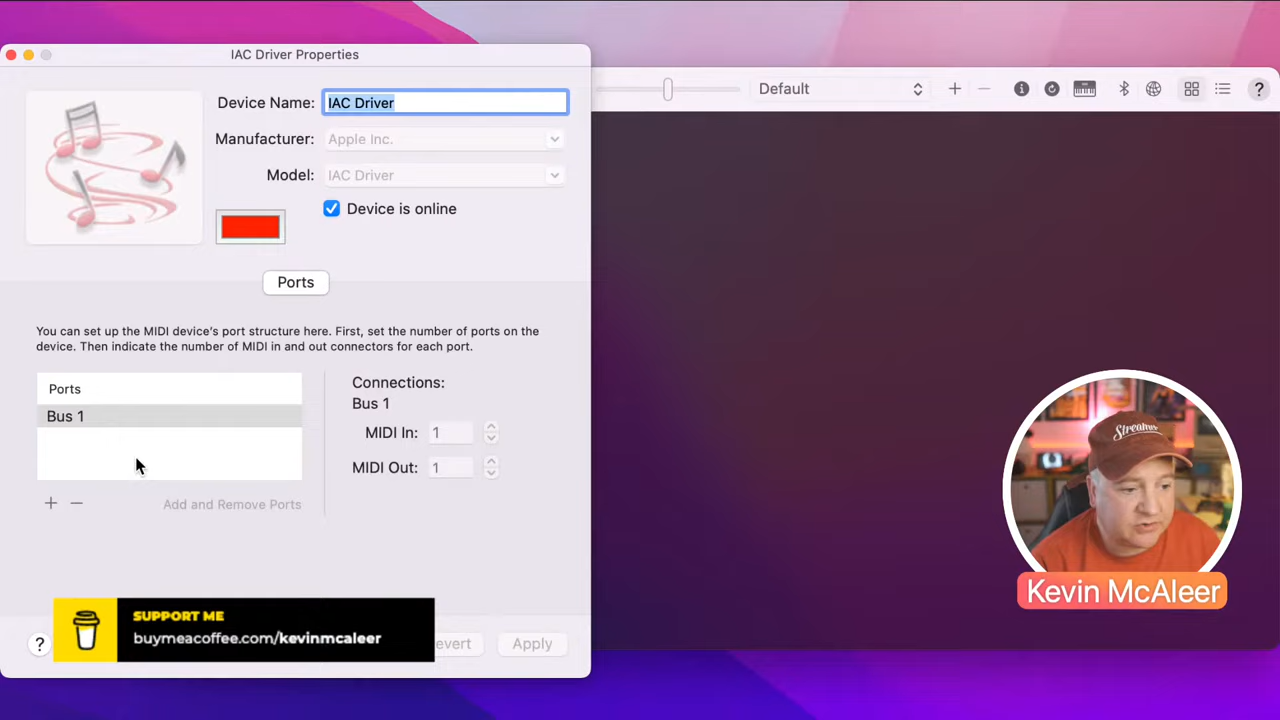 IAC Driver Properties
Device Name: IAC Driver
Manufacturer: Apple Inc.
Model: IAC Driver
Device is online
Default
Ports
You can set up the MIDI device's port structure here. First, set the number of ports on the
device. Then indicate the number of MIDI in and out connectors for each port.
Ports
Bus 1
Add and Remove Ports
Connections:
Bus 1
MIDI In: 1
MIDI Out: 1
Streamer
Kevin McAleer
SUPPORT ME
buymeacoffee.com/kevinmcaleer
Apply